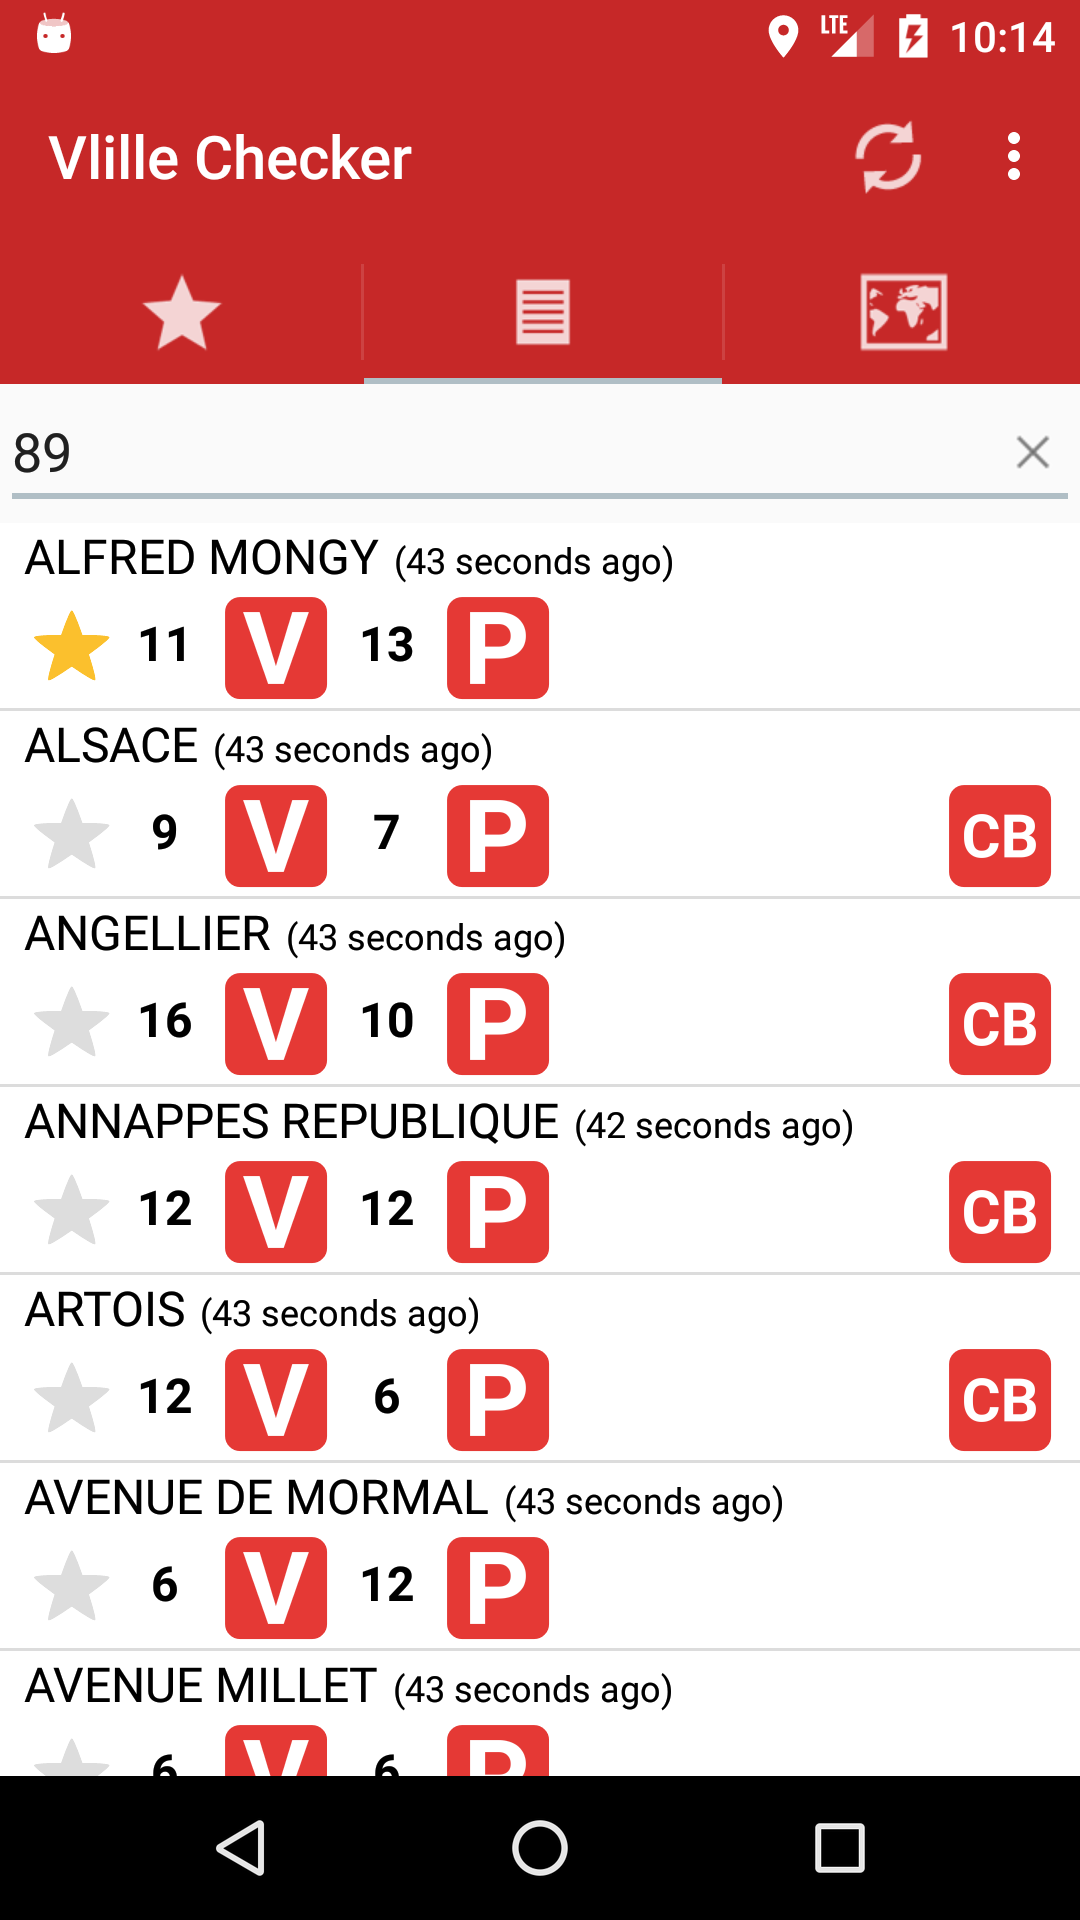 LTE 10:14
Vlille Checker
89
ALFRED MONGY (43 seconds ago)
11 V 13 P
ALSACE (43 seconds ago)
9 V 7 P CB
ANGELLIER (43 seconds ago)
16 V 10 P CB
ANNAPPES REPUBLIQUE (42 seconds ago)
12 V 12 P CB
ARTOIS (43 seconds ago)
12 V 6 P CB
AVENUE DE MORMAL (43 seconds ago)
6 V 12 P
AVENUE MILLET (43 seconds ago)
6 V 6 P